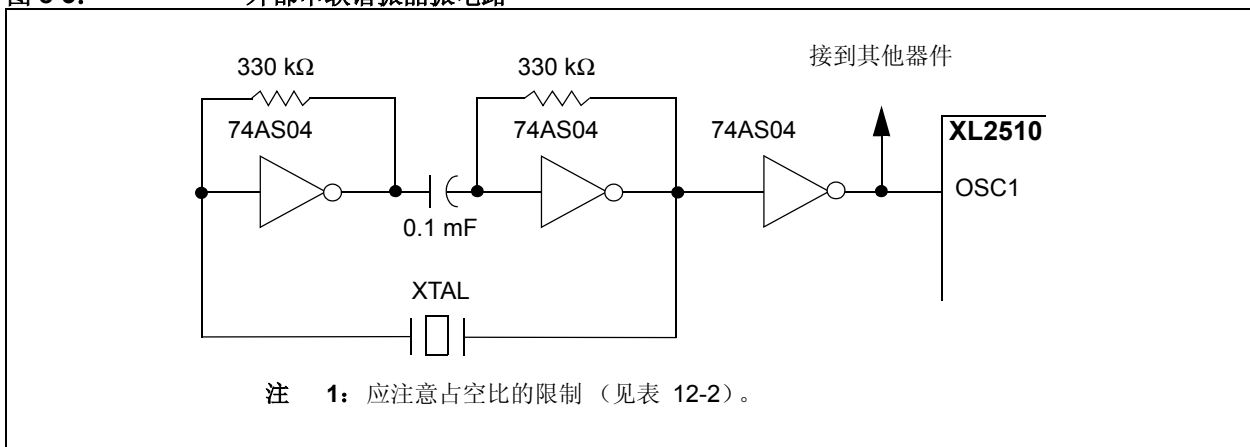 330 kΩ
330 kΩ
接到其他器件
74AS04
74AS04
74AS04
XL2510
OSC1
0.1 mF
XTAL
注 1：应注意占空比的限制 （见表 12-2）。